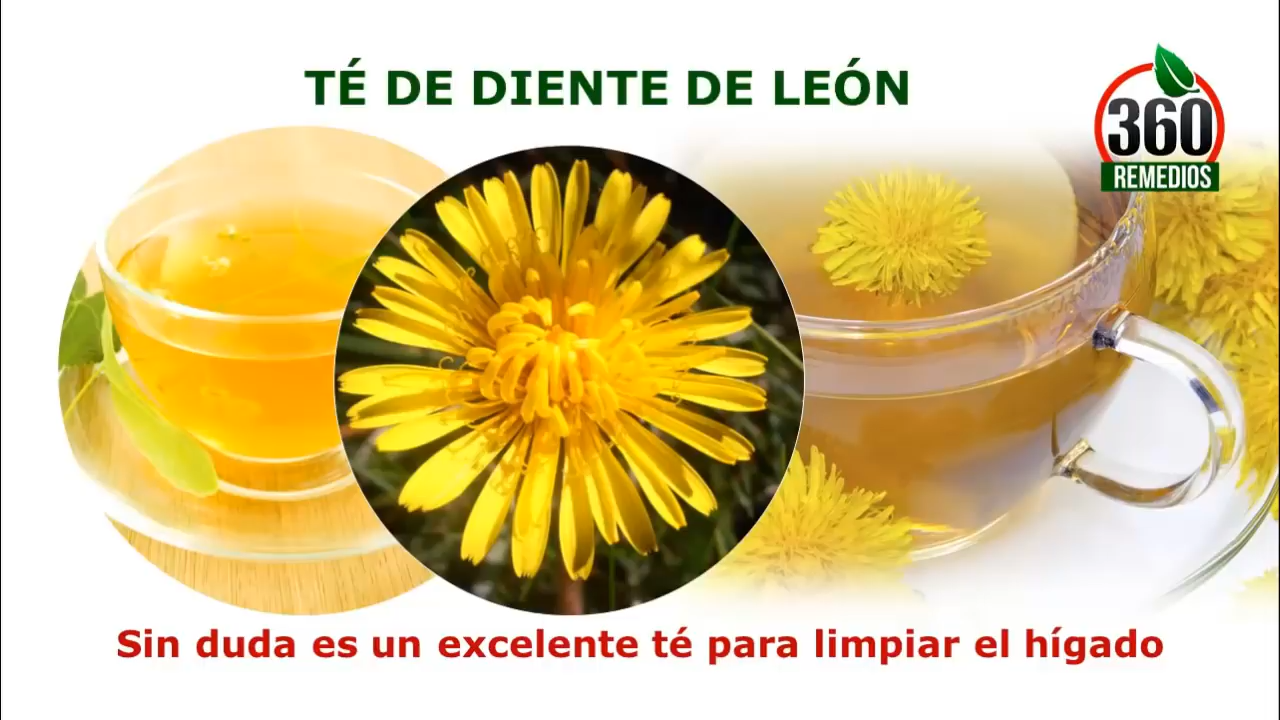 TÉ DE DIENTE DE LEÓN
360
REMEDIOS
Sin duda es un excelente té para limpiar el hígado